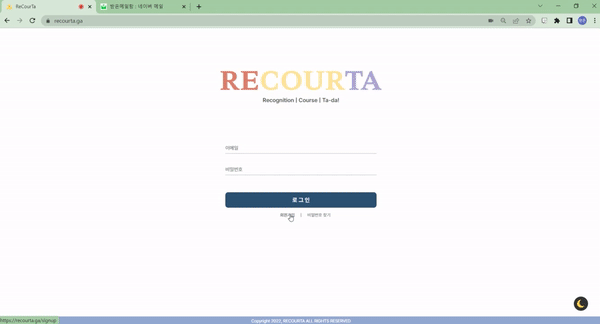 ReCourTa
받은메일함 : 네이버 메일
recourta.ga
RECOURTA
Recognition | Course | Ta-da!
이메일
비밀번호
로그인
회원가입 | 비밀번호 찾기
https://recourta.ga/signup
Copyright 2022, RECOURTA ALL RIGHTS RESERVED